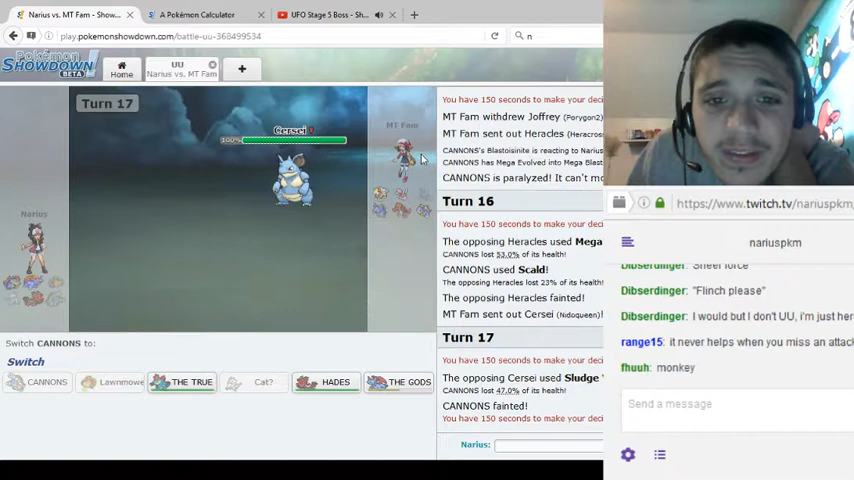 Narius vs. MT Fam - Show...
A Pokémon Calculator
UFO Stage 5 Boss - Sh...
play.pokemonshowdown.com/battle-uu-368499534
n
Pokémon
SHOWDOWN!
BETA
Home
UU
Narius vs. MT Fam
Turn 17
Cersei
100%
MT Fam
Narius
You have 150 seconds to make your deci
MT Fam withdrew Joffrey (Porygon2)
MT Fam sent out Heracles (Heracross
CANNONS's Blastoisinite is reacting to Narius
CANNONS has Mega Evolved into Mega Blast
CANNONS is paralyzed! It can't mo
Turn 16
You have 150 seconds to make your deci
The opposing Heracles used Mega
CANNONS lost 53.0% of its health!
CANNONS used Scald!
The opposing Heracles lost 23% of its health!
The opposing Heracles fainted!
MT Fam sent out Cersei (Nidoqueen)
Turn 17
You have 150 seconds to make your deci
The opposing Cersei used Sludge
CANNONS lost 47.0% of its health!
CANNONS fainted!
You have 150 seconds to make your deci
Narius:
Switch CANNONS to:
Switch
CANNONS
Lawnmowe
THE TRUE
Cat?
HADES
THE GODS
https://www.twitch.tv/nariuspkm
nariuspkm
Dibserdinger: Sheer force
Dibserdinger: "Flinch please"
Dibserdinger: I would but I don't UU, i'm just her
range15: it never helps when you miss an attack
fhuuh: monkey
Send a message